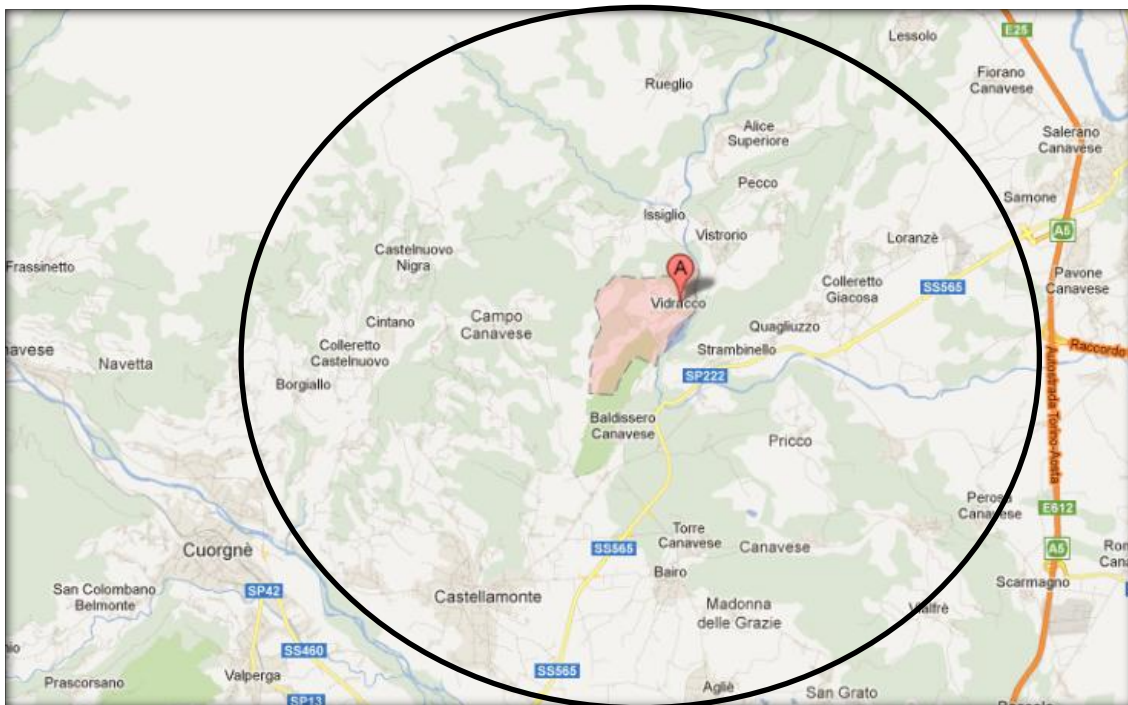 E25
Lessolo
Fiorano
Canavese
Rueglio
Alice
Superiore
Salerano
Canavese
Pecco
Samone
Issiglio
Vistrorio
A5
Loranzè
Castelnuovo
Nigra
Frassinetto
A
Pavone
Canavese
Colleretto
Giacosa
SS565
Vidracco
Campo
Canavese
Cintano
Quagliuzzo
Colleretto
Castelnuovo
Strambinello
Raccordo
avese
Navetta
Borgiallo
SP222
Autostrada Torino-Aosta
Baldissero
Canavese
Pricco
Perosa
Canavese
E612
Torre
Canavese
Canavese
SS565
A5
Cuorgnè
Bairo
Scarmagno
San Colombano
Belmonte
SP42
Castellamonte
Madonna
delle Grazie
Vialfrè
SS460
SS565
Valperga
Prascorsano
Agliè
San Grato
SP13